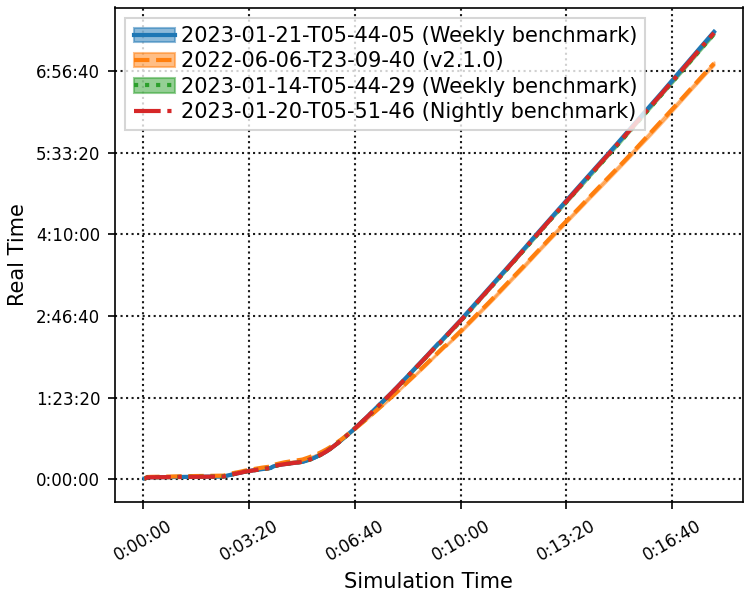 2023-01-21-T05-44-05 (Weekly benchmark)
2022-06-06-T23-09-40 (v2.1.0)
2023-01-14-T05-44-29 (Weekly benchmark)
2023-01-20-T05-51-46 (Nightly benchmark)
Real Time
6:56:40
5:33:20
4:10:00
2:46:40
1:23:20
0:00:00
0:00:00
0:03:20
0:06:40
0:10:00
0:13:20
0:16:40
Simulation Time